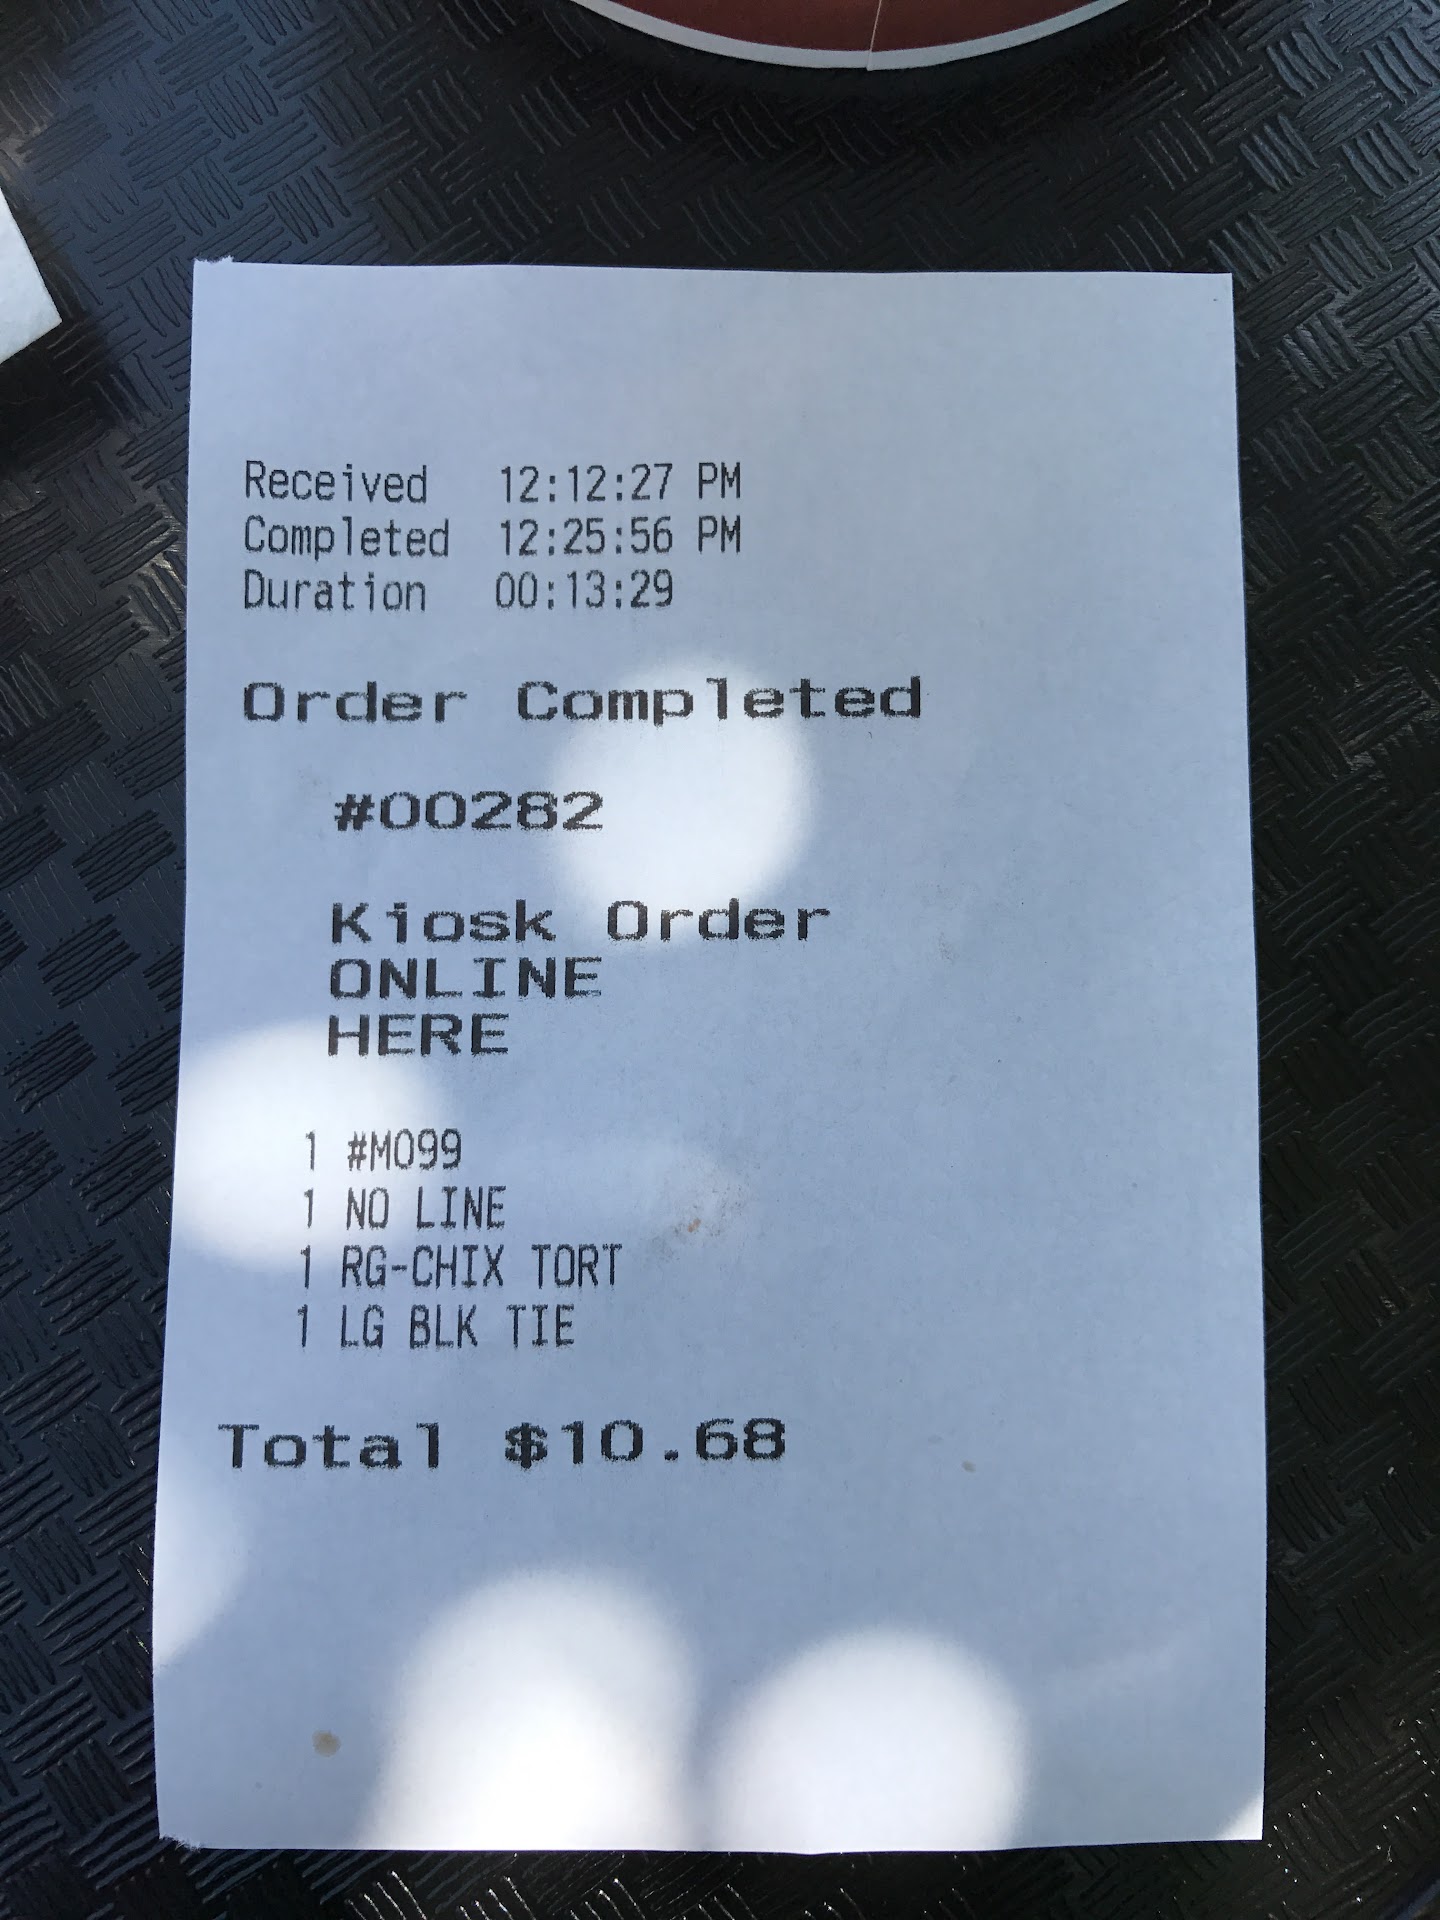 Received 12:12:27 PM
Completed 12:25:56 PM
Duration 00:13:29
Order Completed
#00282
Kiosk Order
ONLINE
HERE
1 #M099
1 NO LINE
1 RG-CHIX TORT
1 LG BLK TIE
Total $10.68